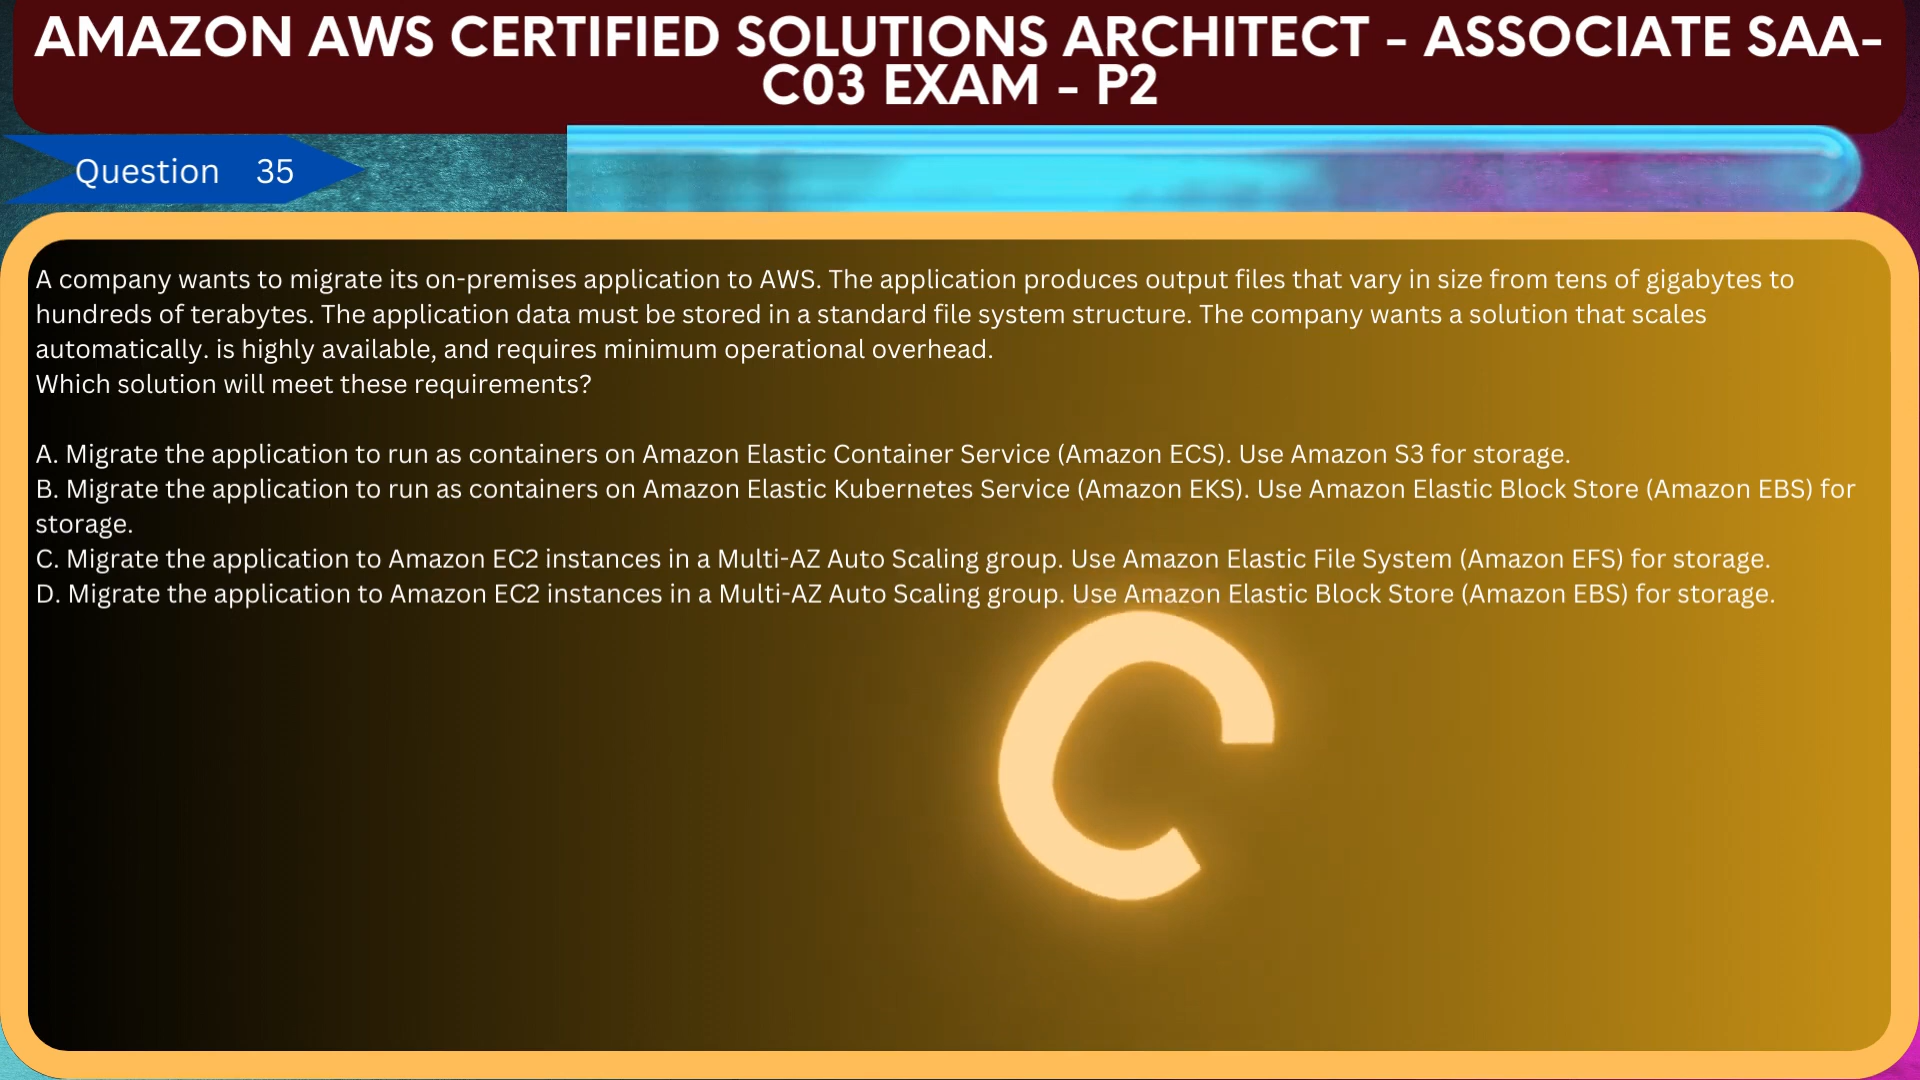 AMAZON AWS CERTIFIED SOLUTIONS ARCHITECT - ASSOCIATE SAA-
C03 EXAM - P2
Question 35
A company wants to migrate its on-premises application to AWS. The application produces output files that vary in size from tens of gigabytes to
hundreds of terabytes. The application data must be stored in a standard file system structure. The company wants a solution that scales
automatically. is highly available, and requires minimum operational overhead.
Which solution will meet these requirements?
A. Migrate the application to run as containers on Amazon Elastic Container Service (Amazon ECS). Use Amazon S3 for storage.
B. Migrate the application to run as containers on Amazon Elastic Kubernetes Service (Amazon EKS). Use Amazon Elastic Block Store (Amazon EBS) for
storage.
C. Migrate the application to Amazon EC2 instances in a Multi-AZ Auto Scaling group. Use Amazon Elastic File System (Amazon EFS) for storage.
D. Migrate the application to Amazon EC2 instances in a Multi-AZ Auto Scaling group. Use Amazon Elastic Block Store (Amazon EBS) for storage.
C